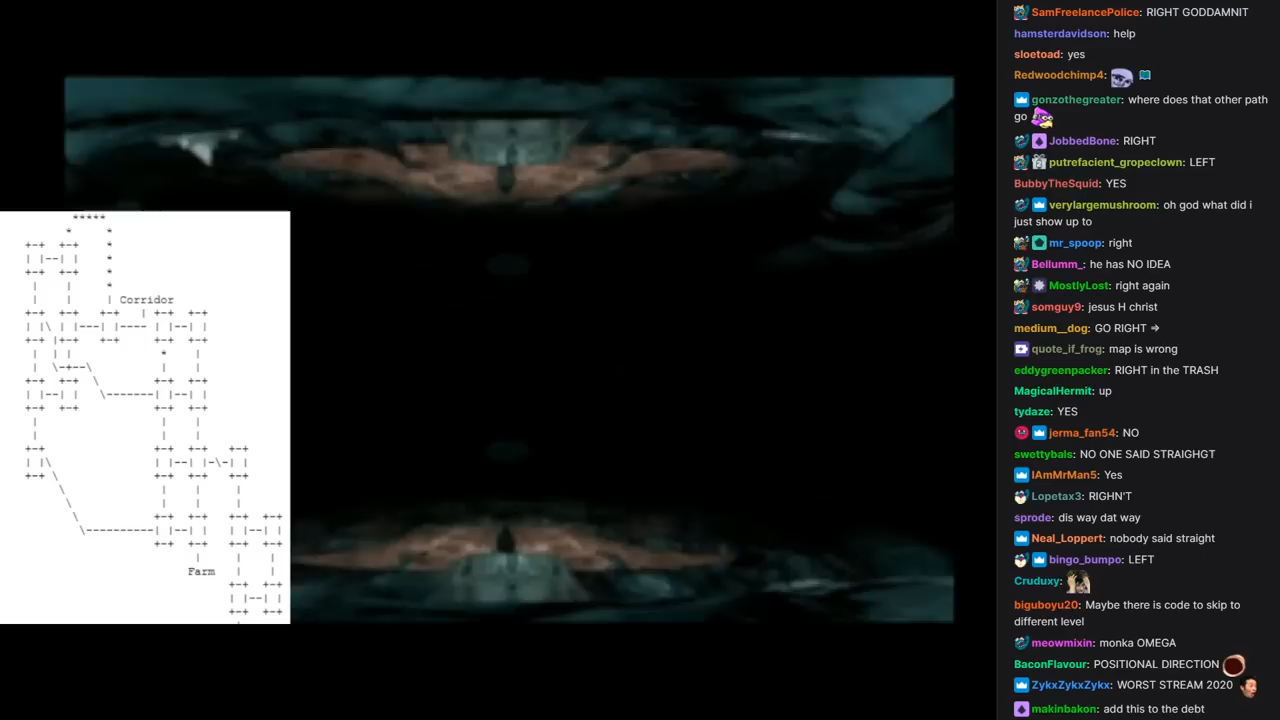 *****
* *
+-+ +-+ *
| |--| | *
+-+ +-+ *
| | *
| | | Corridor
+-+ +-+ +-+ | +-+ +-+
| |\ | |---| |---- | |--| |
+-+ |+-+ +-+ +-+ +-+
| | | * |
| \-+--\ | |
+-+ +-+ \ +-+ +-+
| |--| | \-------| |--| |
+-+ +-+ +-+ +-+
| | |
| | |
+-+ +-+ +-+ +-+
| |\ | |--| |-\-| |
+-+ \ +-+ +-+ +-+
\ | | |
\ | | |
\ +-+ +-+ +-+ +-+
\----------| |--| | | |--| |
+-+ +-+ +-+ +-+
| | |
Farm | |
+-+ +-+
| |--| |
+-+ +-+
SamFreelancePolice: RIGHT GODDAMNIT
hamsterdavidson: help
sloetoad: yes
Redwoodchimp4:
gonzothegreater: where does that other path
go
JobbedBone: RIGHT
putrefacient_gropeclown: LEFT
BubbyTheSquid: YES
verylargemushroom: oh god what did i
just show up to
mr_spoop: right
Bellumm_: he has NO IDEA
MostlyLost: right again
somguy9: jesus H christ
medium__dog: GO RIGHT ➔
quote_if_frog: map is wrong
eddygreenpacker: RIGHT in the TRASH
MagicalHermit: up
tydaze: YES
jerma_fan54: NO
swettybals: NO ONE SAID STRAIGHGT
IAmMrMan5: Yes
Lopetax3: RIGHN'T
sprode: dis way dat way
Neal_Loppert: nobody said straight
bingo_bumpo: LEFT
Cruduxy:
biguboyu20: Maybe there is code to skip to
different level
meowmixin: monka OMEGA
BaconFlavour: POSITIONAL DIRECTION
ZykxZykxZykx: WORST STREAM 2020
makinbakon: add this to the debt